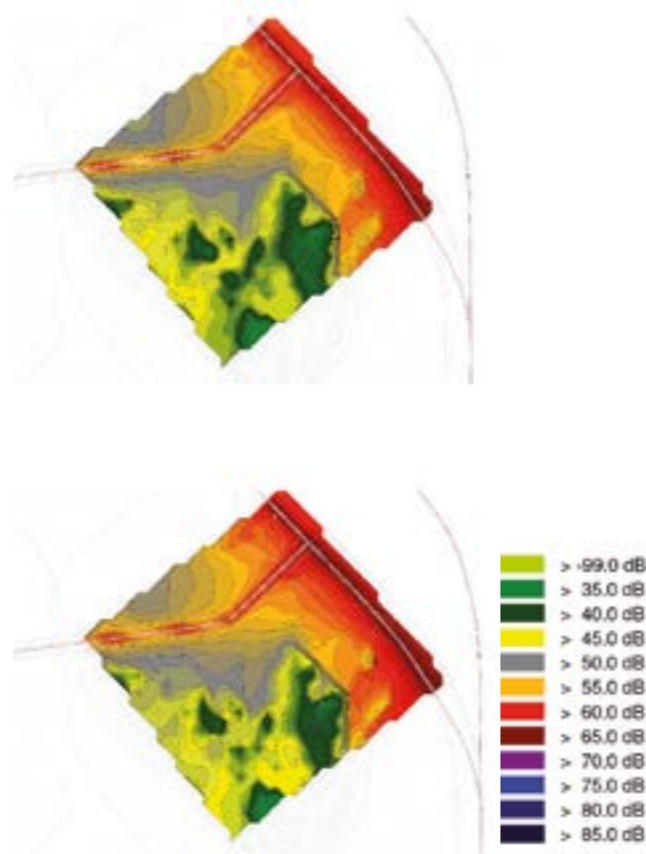 > -99.0 dB
> 35.0 dB
> 40.0 dB
> 45.0 dB
> 50.0 dB
> 55.0 dB
> 60.0 dB
> 65.0 dB
> 70.0 dB
> 75.0 dB
> 80.0 dB
> 85.0 dB